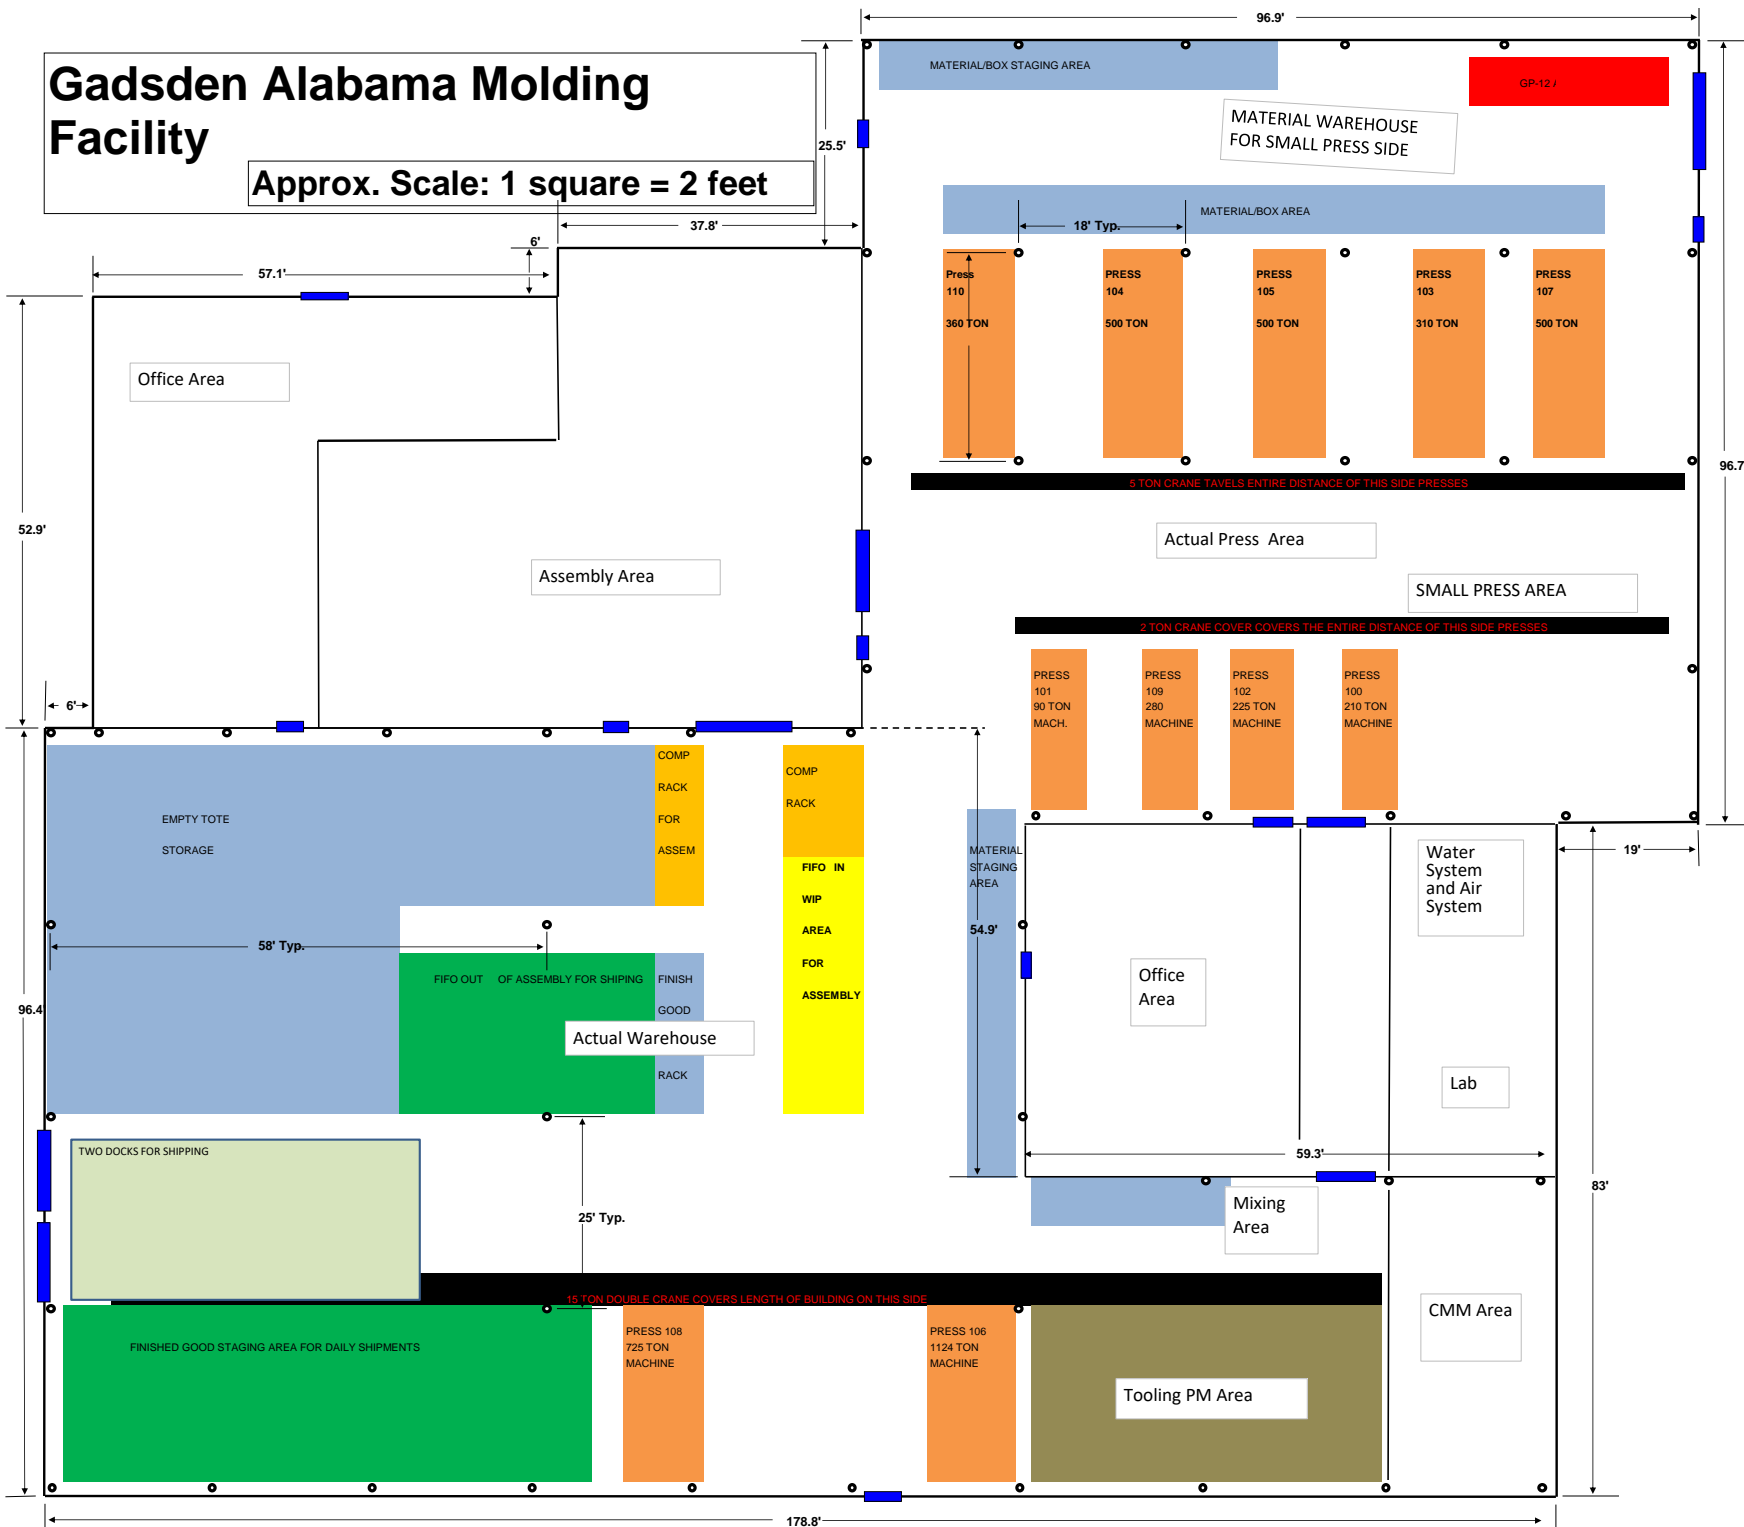 Gadsden Alabama Molding
Facility
Approx. Scale: 1 square = 2 feet
96.9'
25.5'
MATERIAL/BOX STAGING AREA
GP-12
MATERIAL WAREHOUSE
FOR SMALL PRESS SIDE
MATERIAL/BOX AREA
37.8'
6'
57.1'
18' Typ.
Press
110
360 TON
PRESS
104
500 TON
PRESS
105
500 TON
PRESS
103
310 TON
PRESS
107
500 TON
Office Area
96.7
5 TON CRANE TAVELS ENTIRE DISTANCE OF THIS SIDE PRESSES
52.9'
Actual Press Area
Assembly Area
SMALL PRESS AREA
2 TON CRANE COVER COVERS THE ENTIRE DISTANCE OF THIS SIDE PRESSES
PRESS
101
90 TON
MACH.
PRESS
109
280
MACHINE
PRESS
102
225 TON
MACHINE
PRESS
100
210 TON
MACHINE
6'
COMP
RACK
FOR
ASSEM
COMP
RACK
EMPTY TOTE
STORAGE
MATERIAL
STAGING
AREA
Water
System
and Air
System
19'
FIFO IN
WIP
AREA
FOR
ASSEMBLY
54.9'
58' Typ.
FIFO OUT OF ASSEMBLY FOR SHIPING
FINISH
GOOD
RACK
Office
Area
96.4'
Actual Warehouse
Lab
TWO DOCKS FOR SHIPPING
59.3'
83'
Mixing
Area
25' Typ.
15 TON DOUBLE CRANE COVERS LENGTH OF BUILDING ON THIS SIDE
CMM Area
FINISHED GOOD STAGING AREA FOR DAILY SHIPMENTS
PRESS 108
725 TON
MACHINE
PRESS 106
1124 TON
MACHINE
Tooling PM Area
178.8'